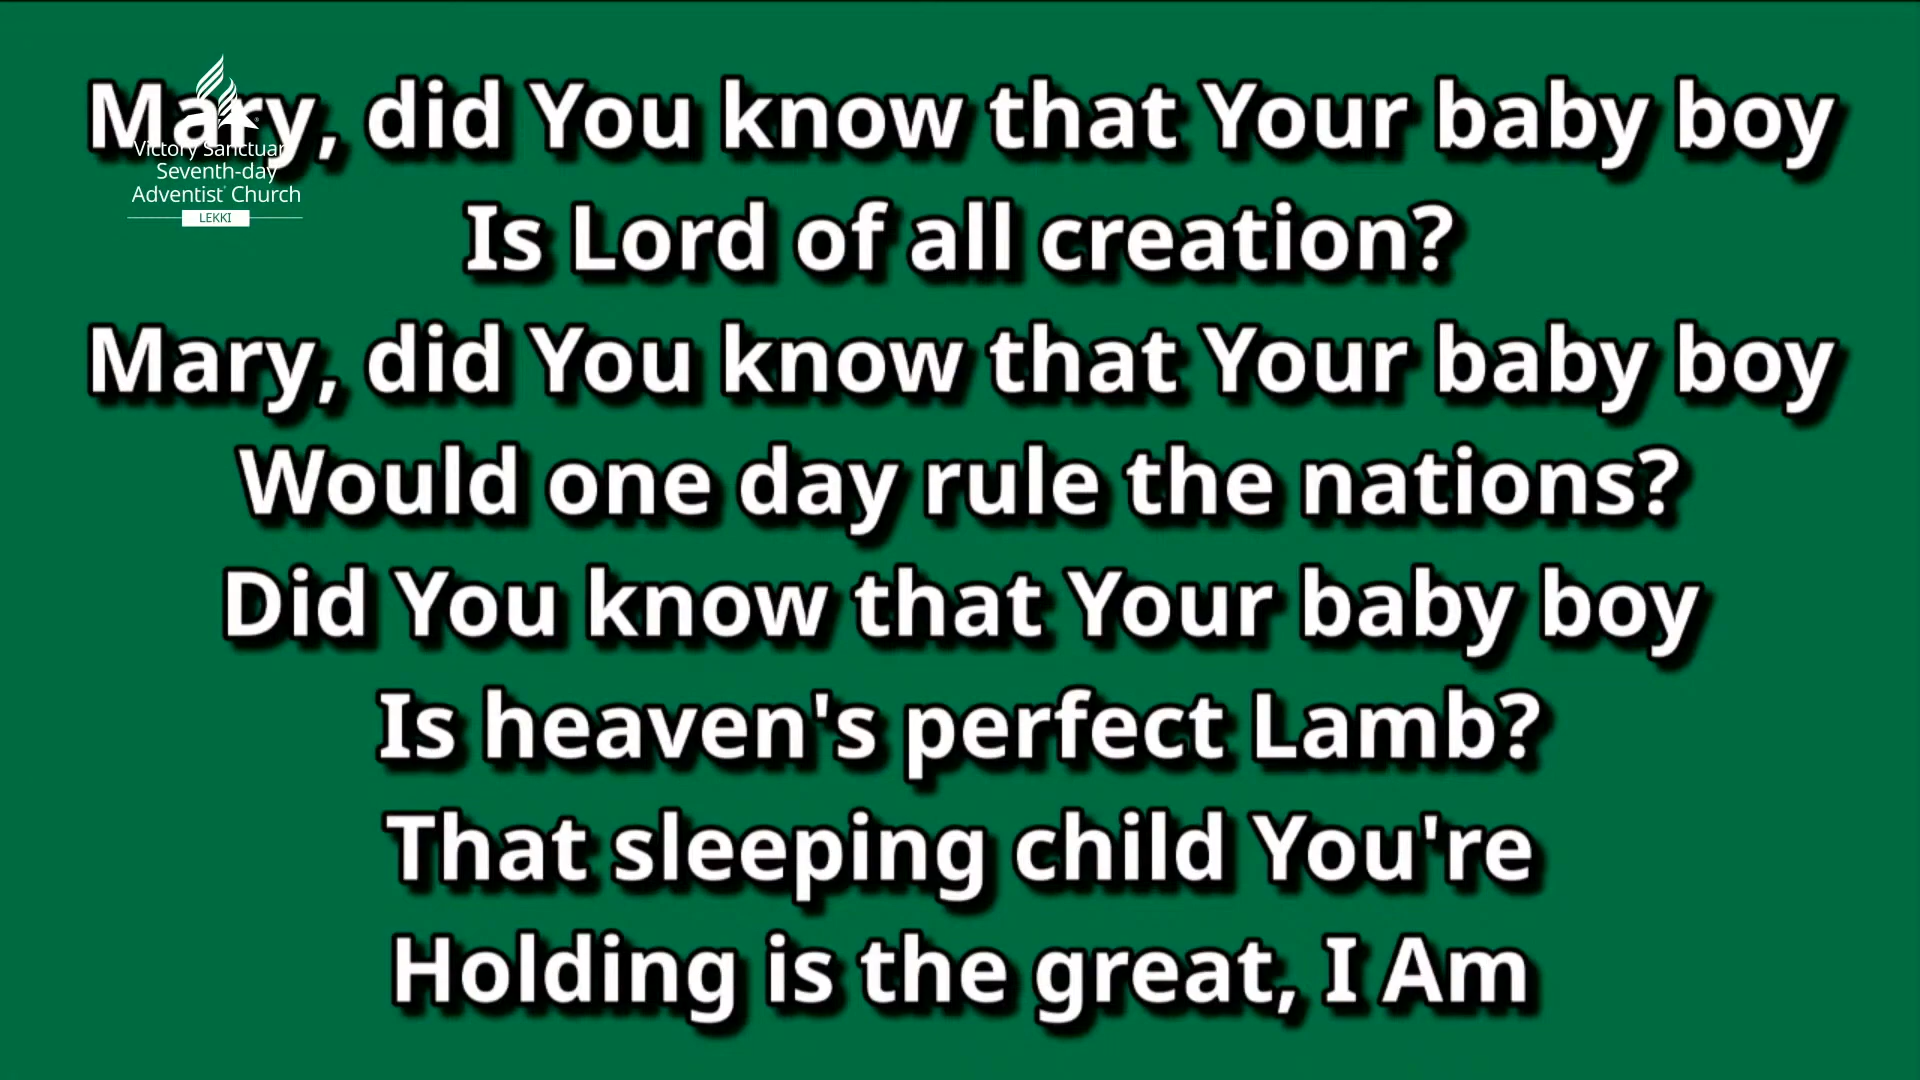 Mary, did You know that Your baby boy
Is Lord of all creation?
Mary, did You know that Your baby boy
Would one day rule the nations?
Did You know that Your baby boy
Is heaven's perfect Lamb?
That sleeping child You're
Holding is the great, I Am
Victory Sanctuary
Seventh-day
Adventist Church
LEKKI